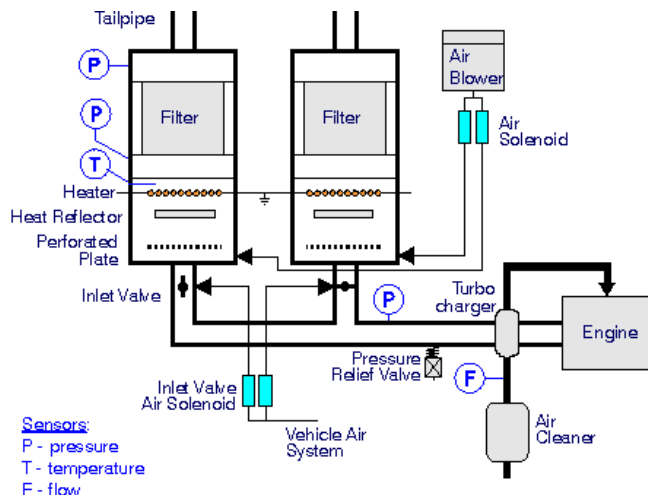 Tailpipe
P
Air
Blower
P
Filter
Filter
Air
Solenoid
T
Heater
Heat Reflector
Perforated
Plate
Inlet Valve
P
Turbo
charger
Engine
Pressure
Relief Valve
F
Inlet Valve
Air Solenoid
Vehicle Air
System
Air
Cleaner
Sensors:
P - pressure
T - temperature
F - flow